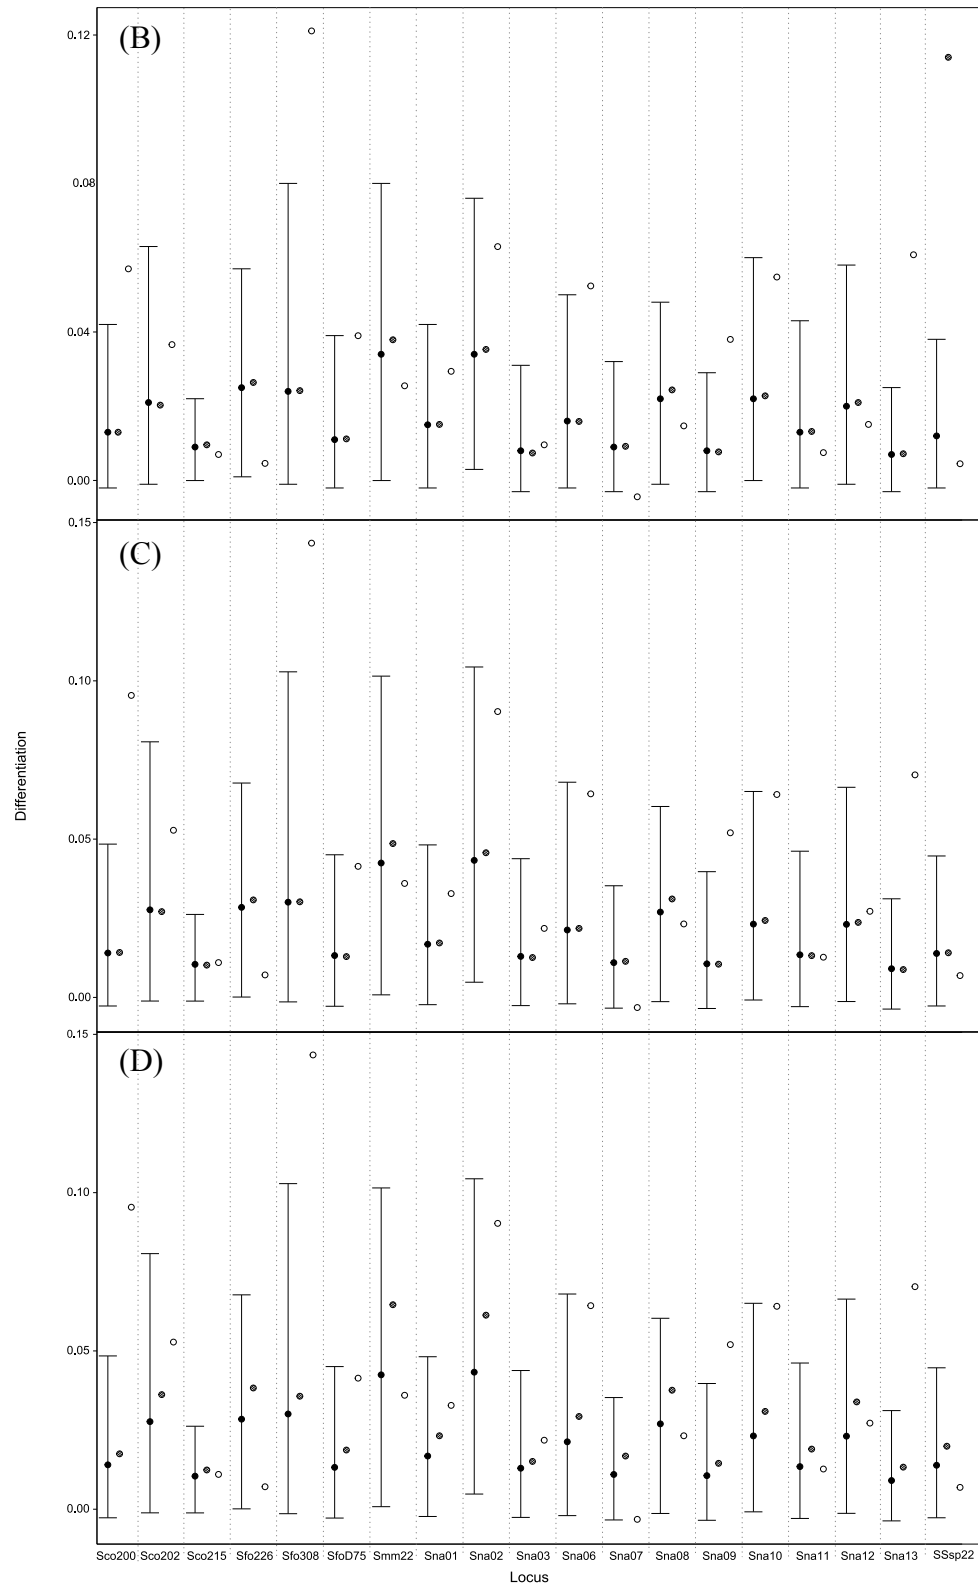 (B)
0.12
0.08
0.04
0.00
(C)
0.15
0.10
0.05
0.00
Differentiation
(D)
0.15
0.10
0.05
0.00
Sco200 Sco202 Sco215 Sfo226 Sfo308 SfoD75 Smm22 Sna01 Sna02 Sna03 Sna06 Sna07 Sna08 Sna09 Sna10 Sna11 Sna12 Sna13 SSsp22
Locus